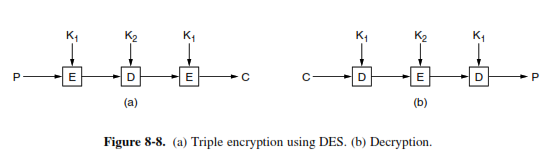 K1 K2 K1 K1 K2 K1
P E D E C C D E D P
(a) (b)
Figure 8-8. (a) Triple encryption using DES. (b) Decryption.